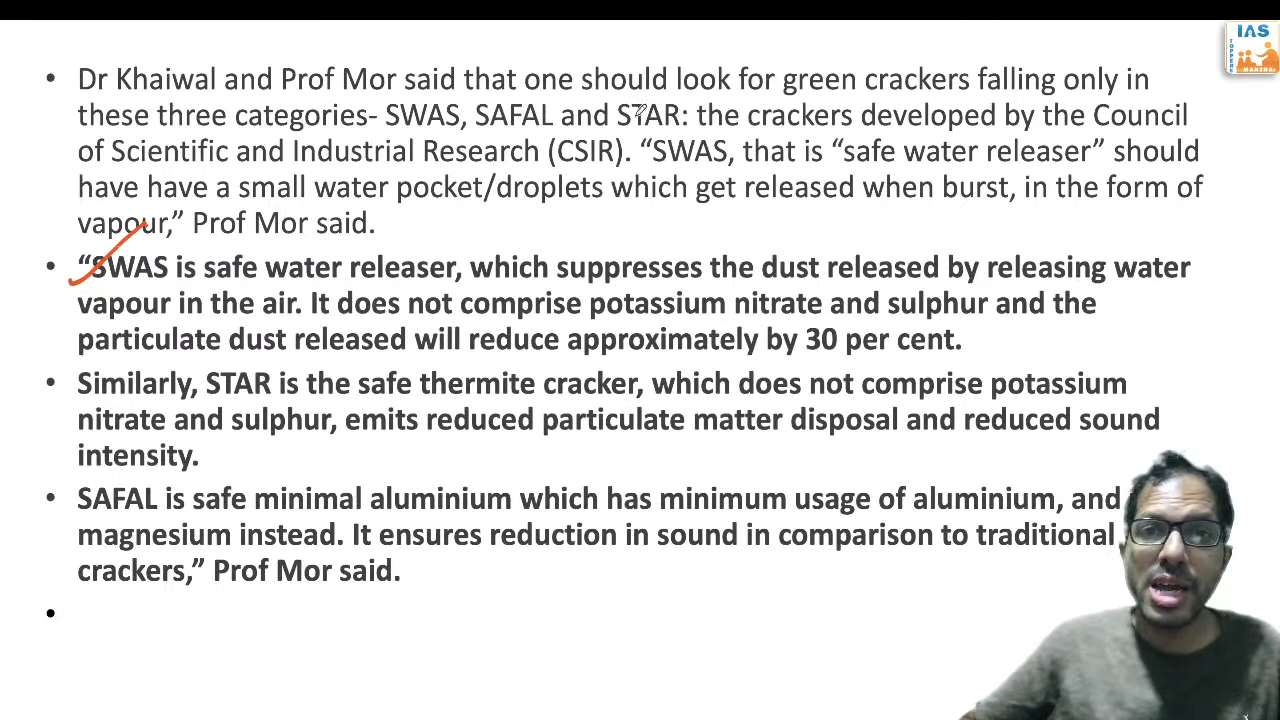 IAS
TOPPERS
MANTRA
• Dr Khaiwal and Prof Mor said that one should look for green crackers falling only in
these three categories- SWAS, SAFAL and STAR: the crackers developed by the Council
of Scientific and Industrial Research (CSIR). “SWAS, that is “safe water releaser” should
have have a small water pocket/droplets which get released when burst, in the form of
vapour,” Prof Mor said.
• “SWAS is safe water releaser, which suppresses the dust released by releasing water
vapour in the air. It does not comprise potassium nitrate and sulphur and the
particulate dust released will reduce approximately by 30 per cent.
• Similarly, STAR is the safe thermite cracker, which does not comprise potassium
nitrate and sulphur, emits reduced particulate matter disposal and reduced sound
intensity.
• SAFAL is safe minimal aluminium which has minimum usage of aluminium, and
magnesium instead. It ensures reduction in sound in comparison to traditional
crackers,” Prof Mor said.
•